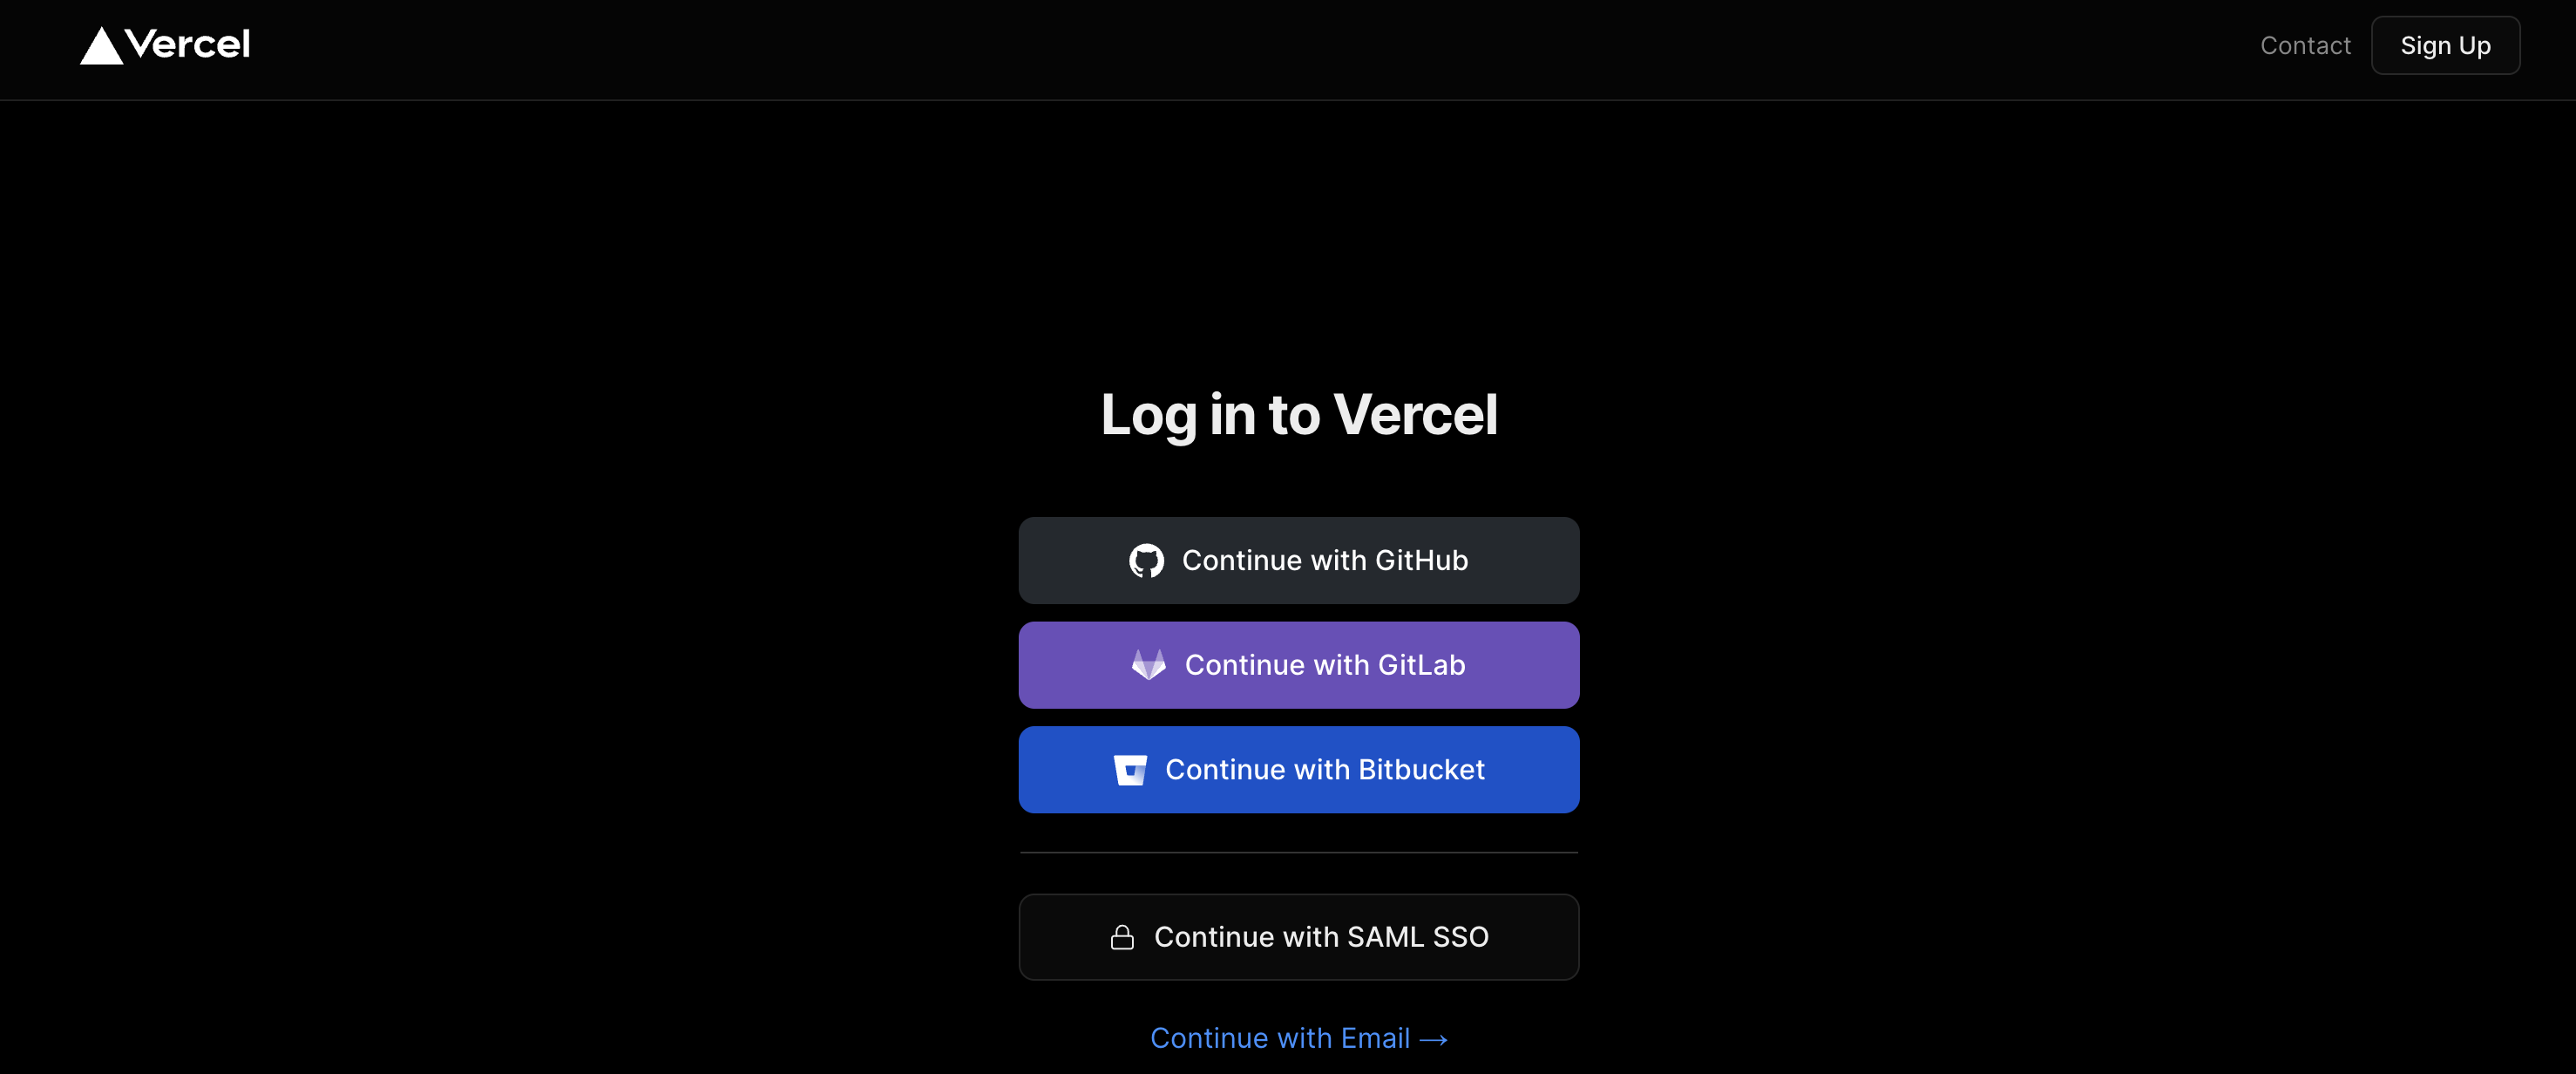 Vercel
Contact
Sign Up
Log in to Vercel
Continue with GitHub
Continue with GitLab
Continue with Bitbucket
Continue with SAML SSO
Continue with Email →